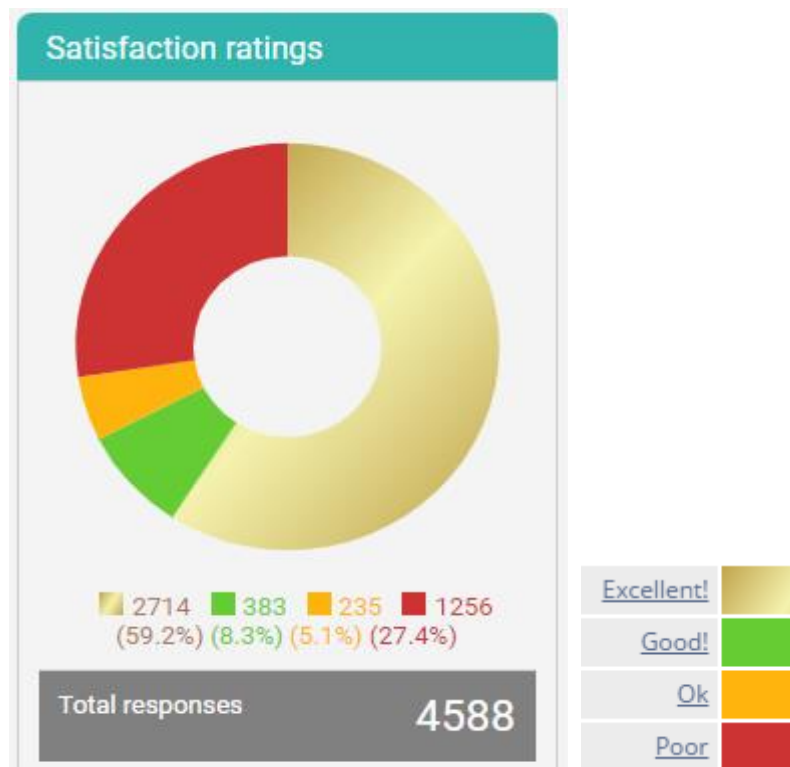 Satisfaction ratings
2714 383 235 1256
(59.2%) (8.3%) (5.1%) (27.4%)
Total responses 4588
Excellent!
Good!
Ok
Poor